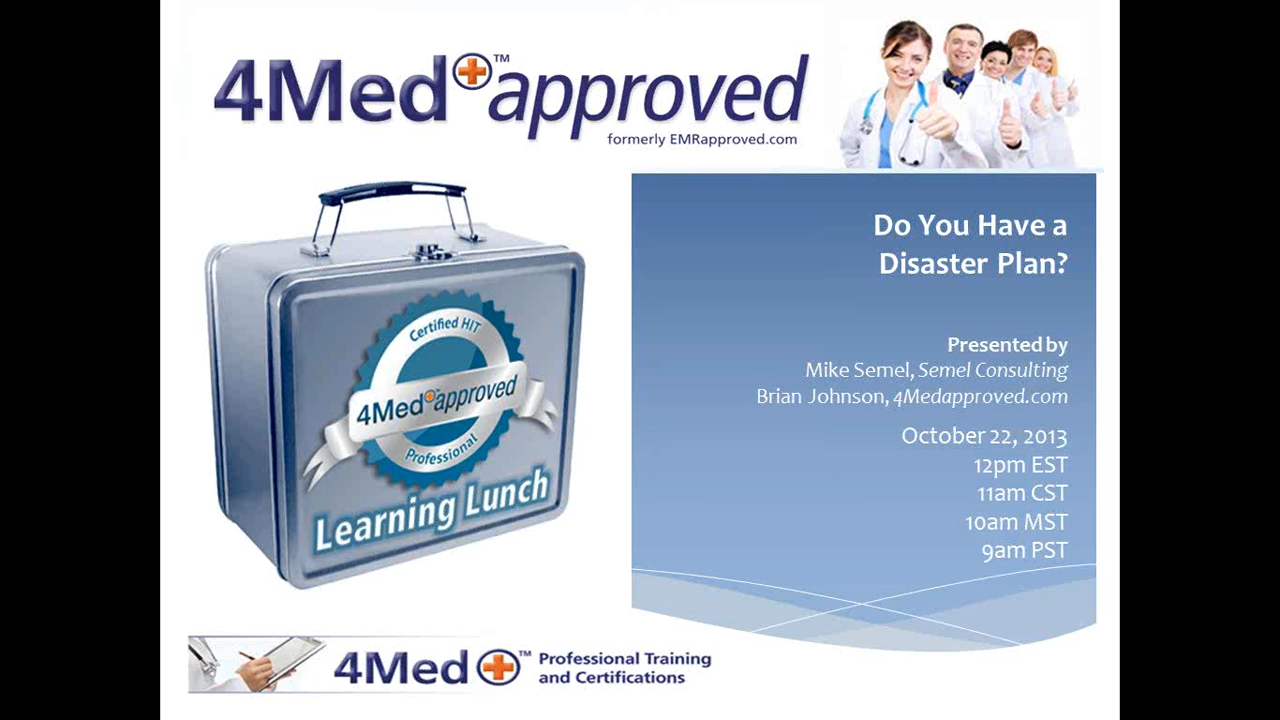 4Med™approved
formerly EMRapproved.com
Certified HIT
4Med approved
Professional
Learning Lunch
Do You Have a
Disaster Plan?
Presented by
Mike Semel, Semel Consulting
Brian Johnson, 4Medapproved.com
October 22, 2013
12pm EST
11am CST
10am MST
9am PST
4Med™
Professional Training
and Certifications